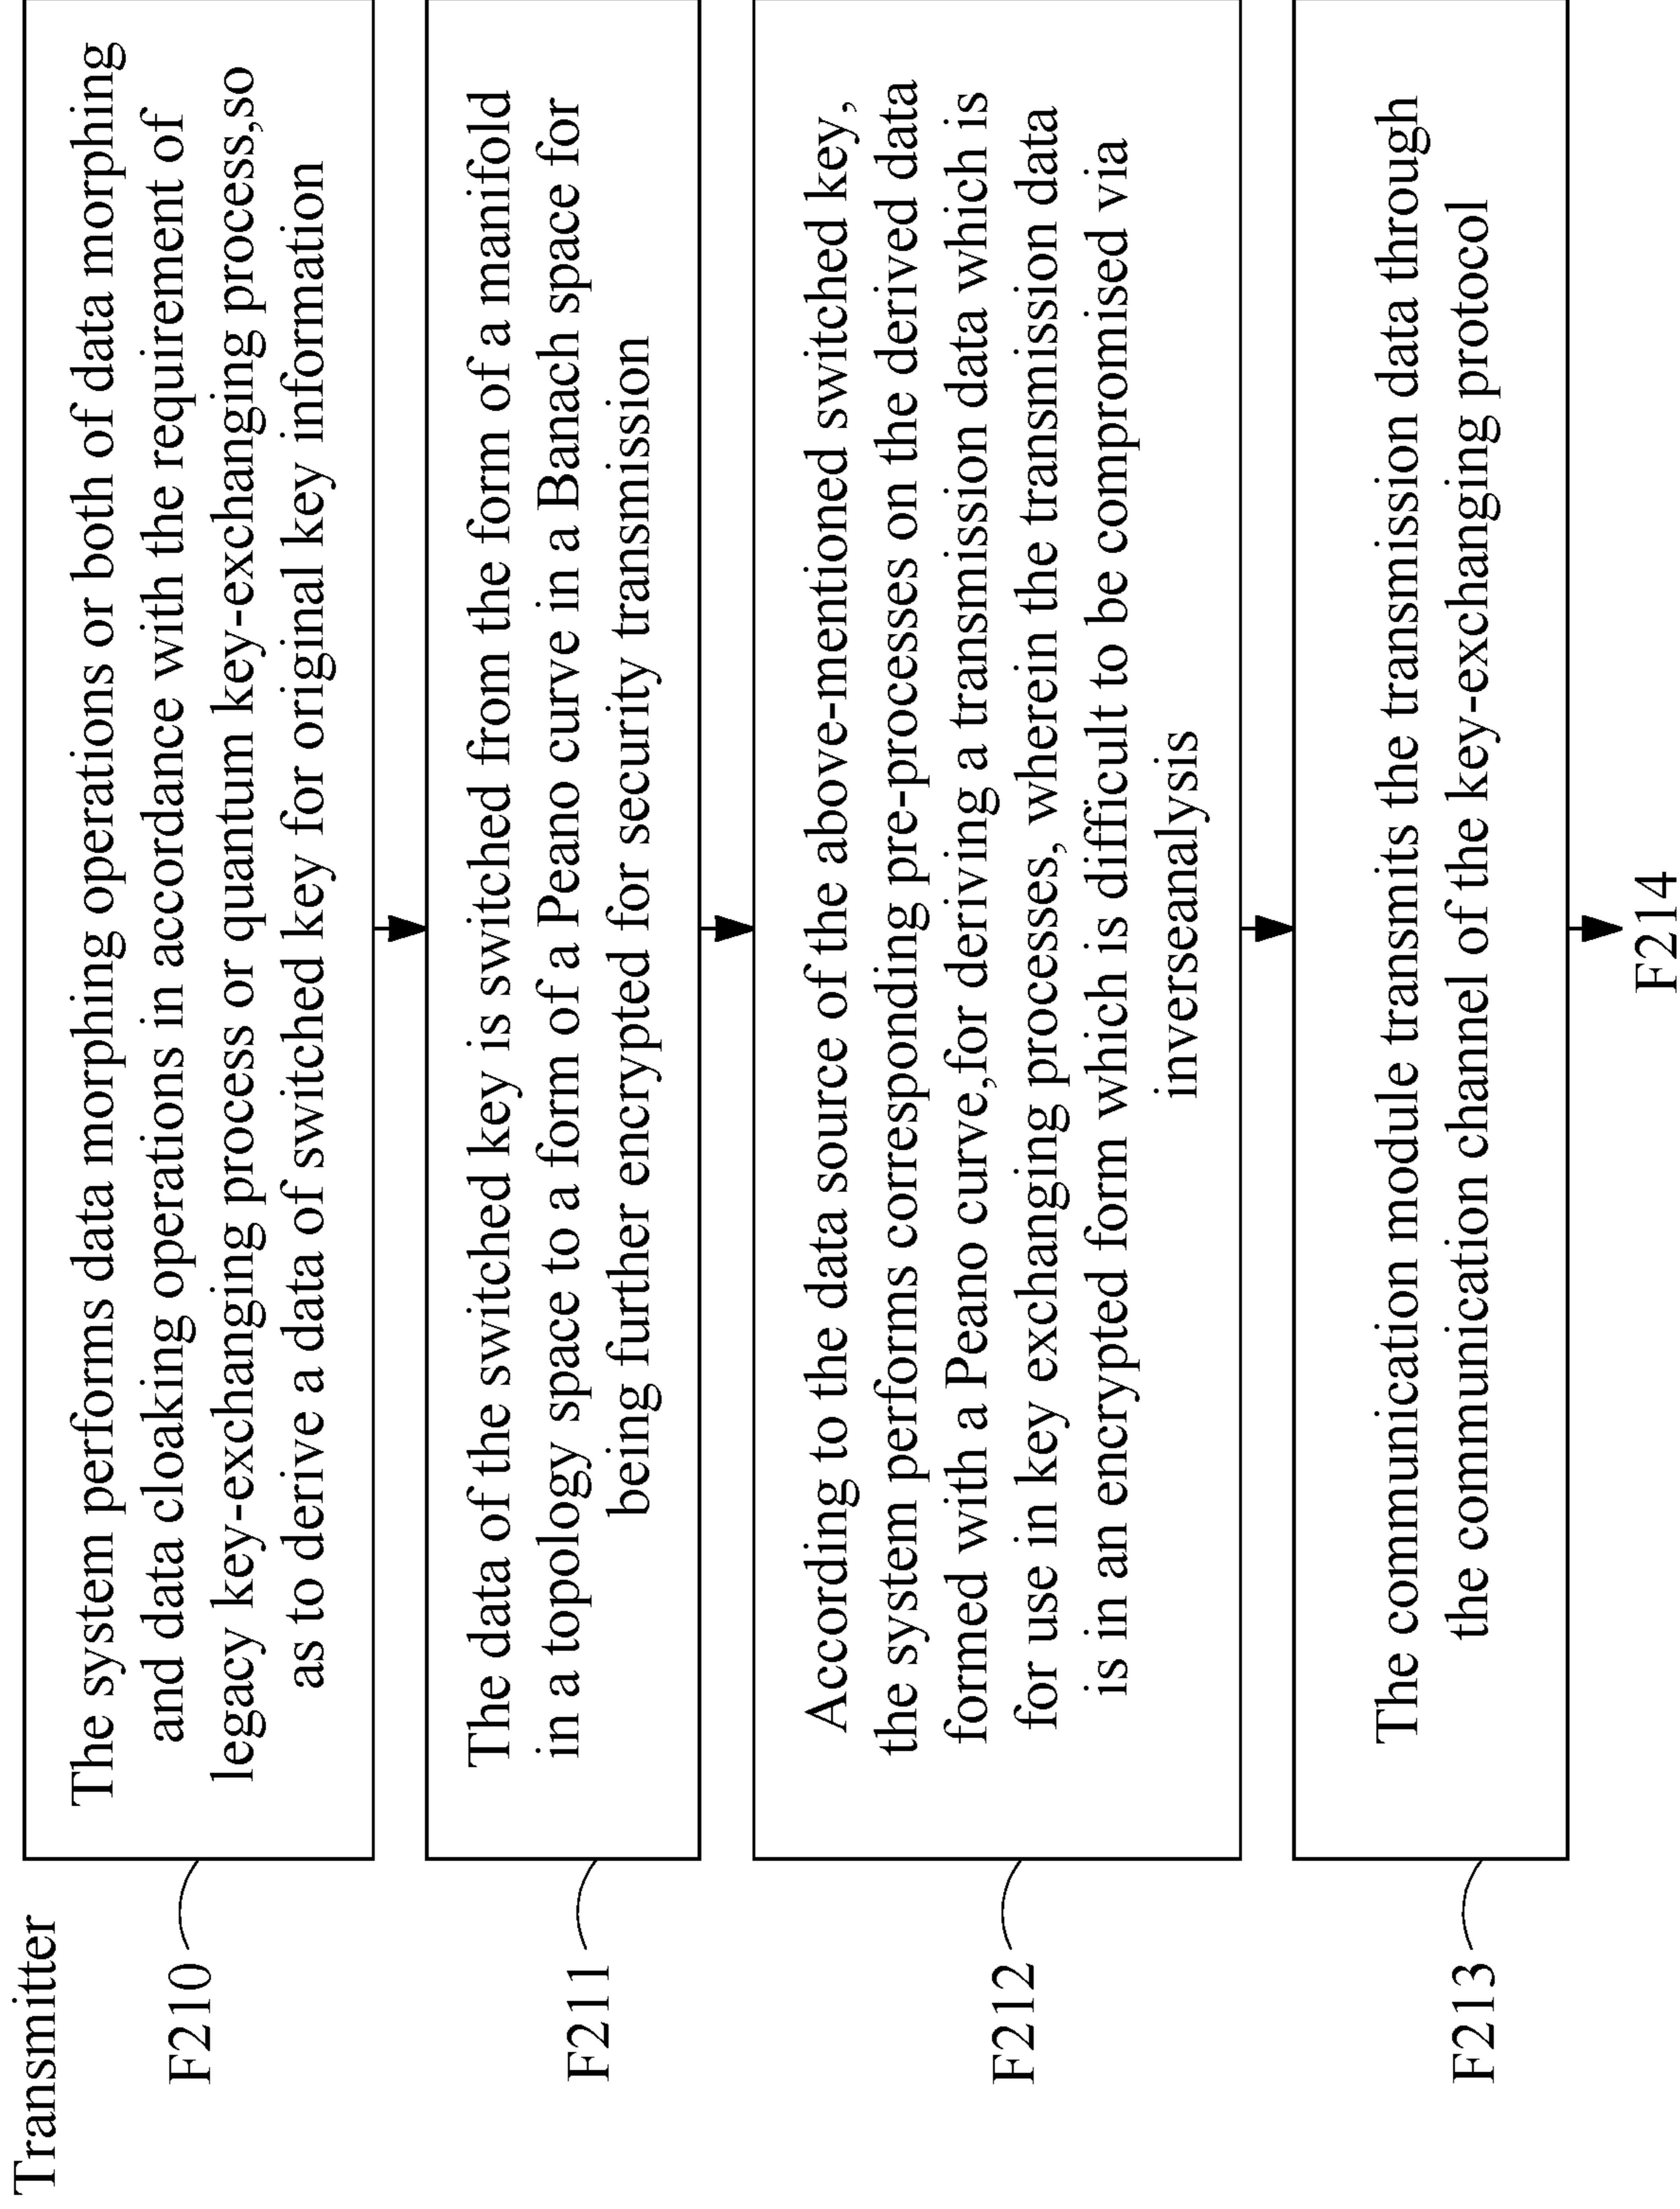 Transmitter
F210
The system performs data morphing operations or both of data morphing
and data cloaking operations in accordance with the requirement of
legacy key-exchanging process or quantum key-exchanging process,so
as to derive a data of switched key for original key information
F211
The data of the switched key is switched from the form of a manifold
in a topology space to a form of a Peano curve in a Banach space for
being further encrypted for security transmission
F212
According to the data source of the above-mentioned switched key,
the system performs corresponding pre-processes on the derived data
formed with a Peano curve,for deriving a transmission data which is
for use in key exchanging processes, wherein the transmission data
is in an encrypted form which is difficult to be compromised via
inverseanalysis
F213
The communication module transmits the transmission data through
the communication channel of the key-exchanging protocol
F214